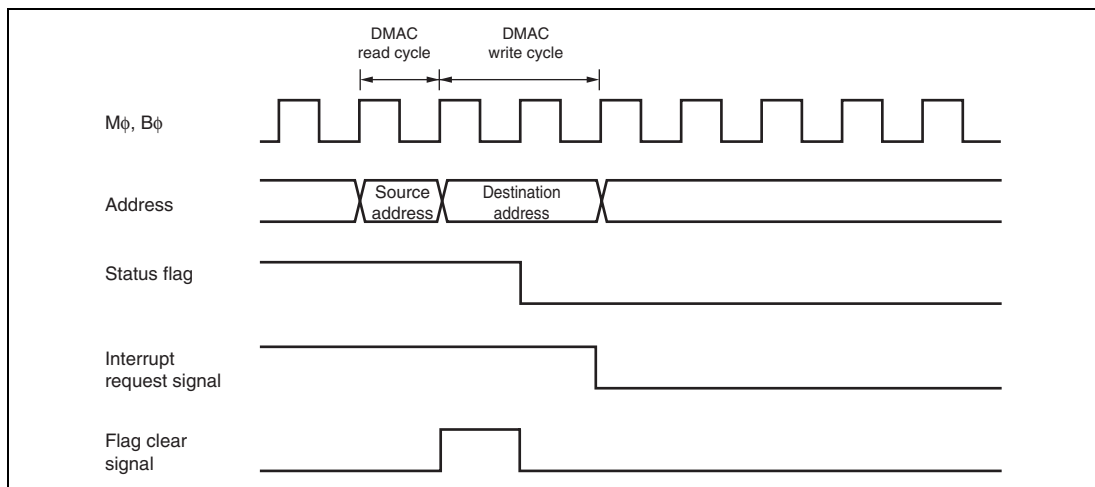 DMAC
read cycle
DMAC
write cycle
Mϕ, Bϕ
Address
Source
address
Destination
address
Status flag
Interrupt
request signal
Flag clear
signal